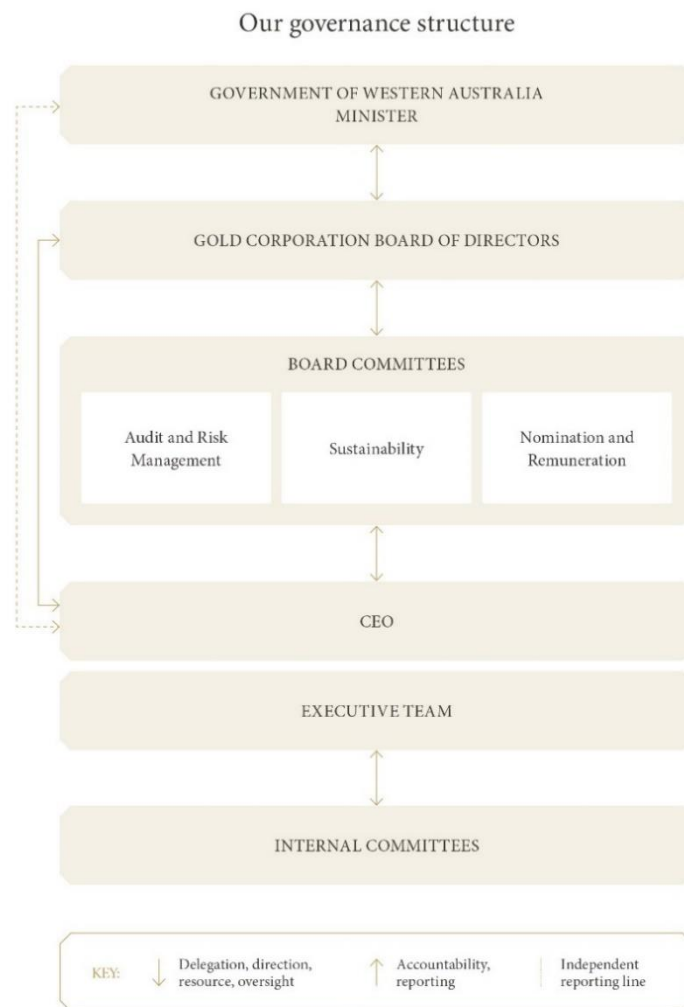 Our governance structure
GOVERNMENT OF WESTERN AUSTRALIA
MINISTER
GOLD CORPORATION BOARD OF DIRECTORS
BOARD COMMITTEES
Audit and Risk
Management
Sustainability
Nomination and
Remuneration
CEO
EXECUTIVE TEAM
INTERNAL COMMITTEES
KEY:
Delegation, direction,
resource, oversight
Accountability,
reporting
Independent
reporting line